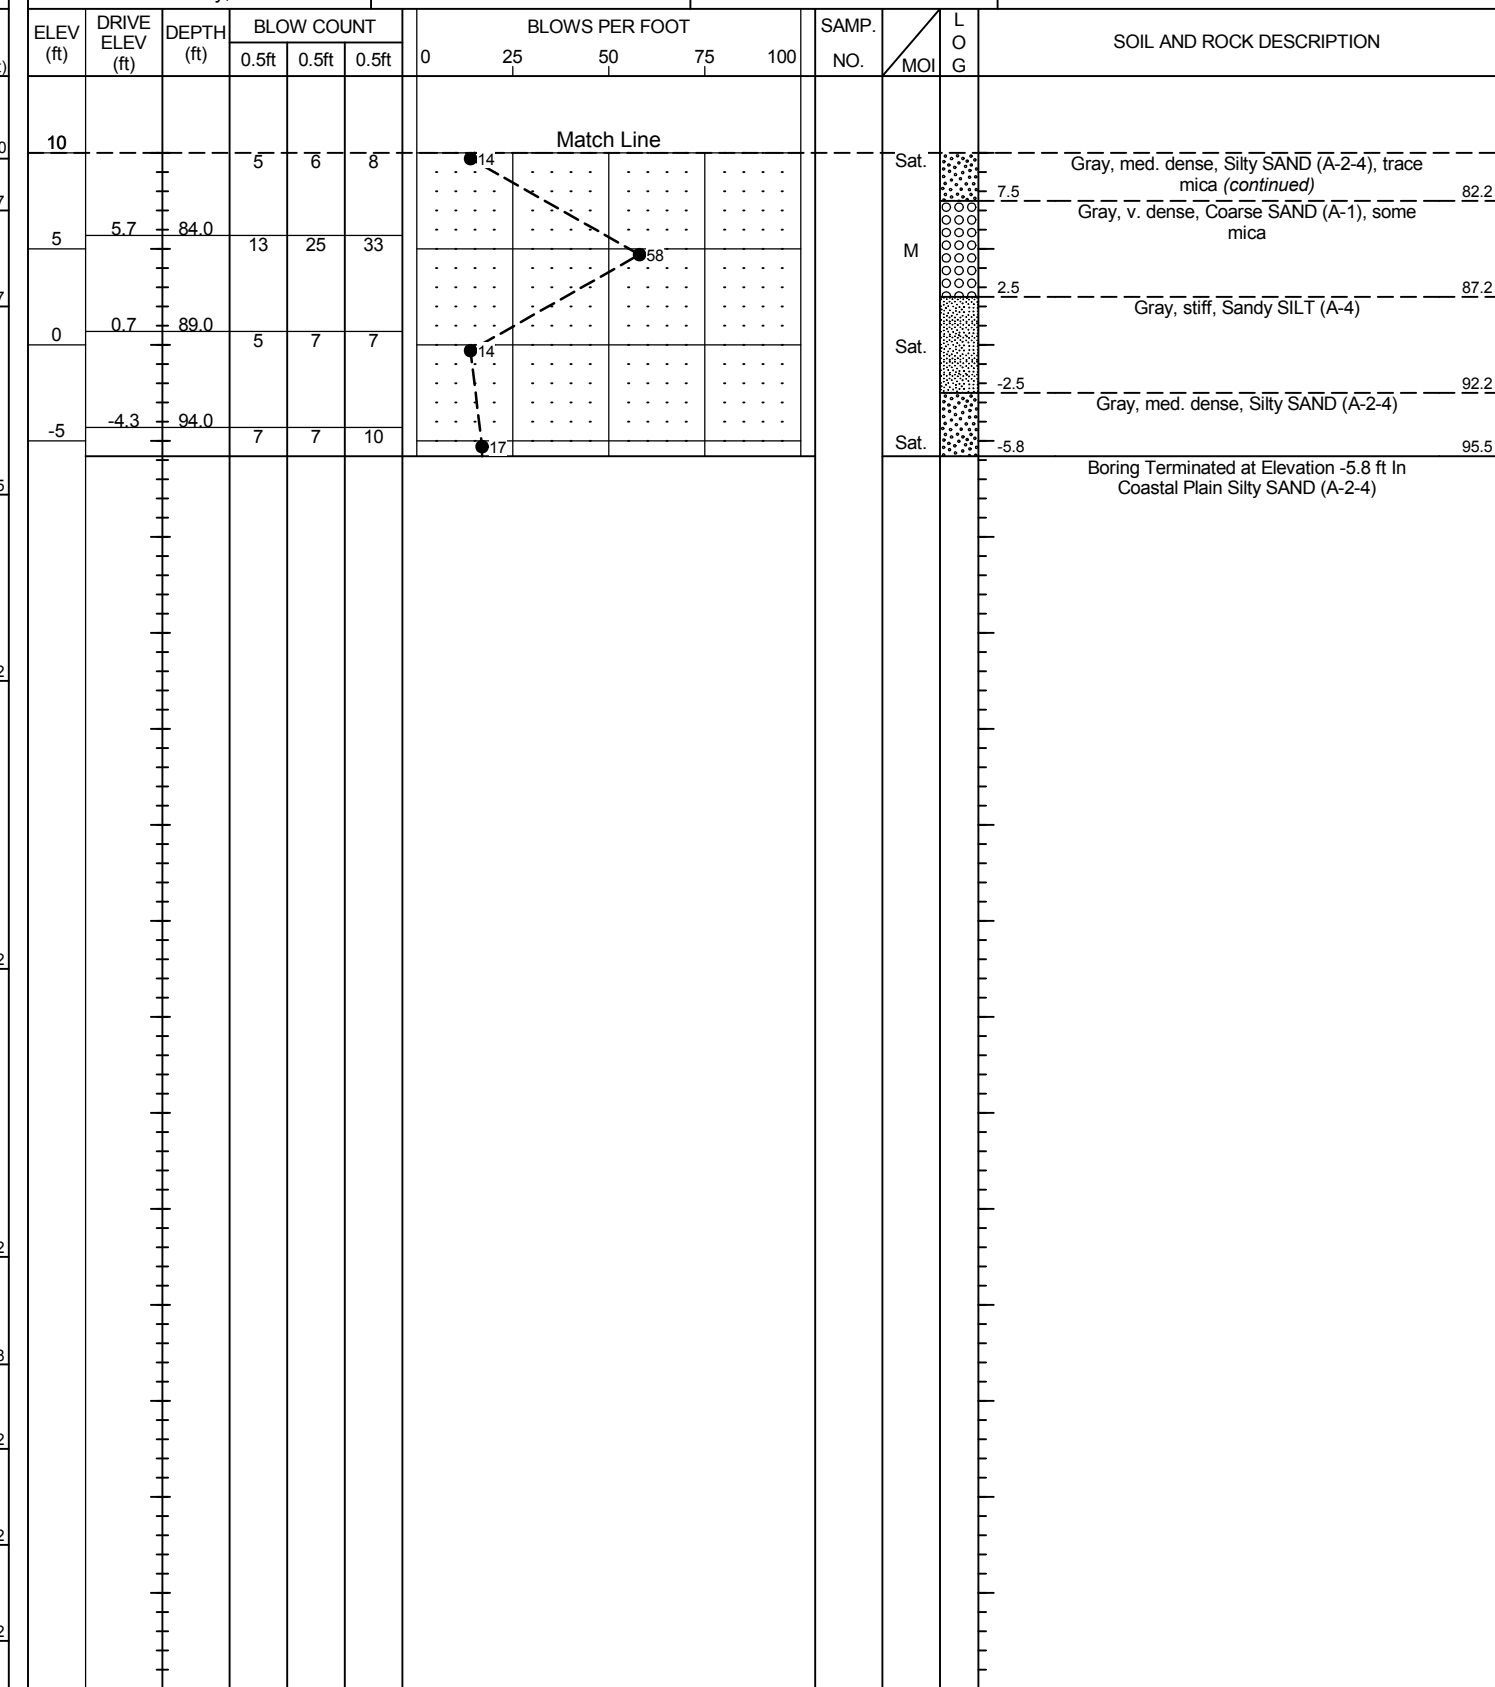 ELEV (ft) DRIVE ELEV (ft) DEPTH (ft) BLOW COUNT BLOWS PER FOOT SAMP. NO. MOI LOG SOIL AND ROCK DESCRIPTION
0.5ft 0.5ft 0.5ft 0 25 50 75 100
10 Match Line
5 6 8 14 Sat. Gray, med. dense, Silty SAND (A-2-4), trace
mica (continued)
7.5 82.2
Gray, v. dense, Coarse SAND (A-1), some
mica
5.7 84.0
5 13 25 33 58 M
2.5 87.2
Gray, stiff, Sandy SILT (A-4)
0.7 89.0
0 5 7 7 14 Sat.
-2.5 92.2
Gray, med. dense, Silty SAND (A-2-4)
-4.3 94.0
-5 7 7 10 17 Sat. -5.8 95.5
Boring Terminated at Elevation -5.8 ft In
Coastal Plain Silty SAND (A-2-4)